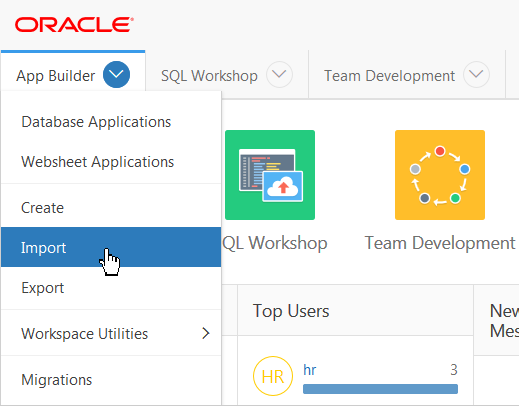 ORACLE
App Builder
SQL Workshop
Team Development
Database Applications
Websheet Applications
Create
Import
Export
Workspace Utilities
Migrations
QL Workshop
Team Development
Top Users
HR
hr
3
New
Mes